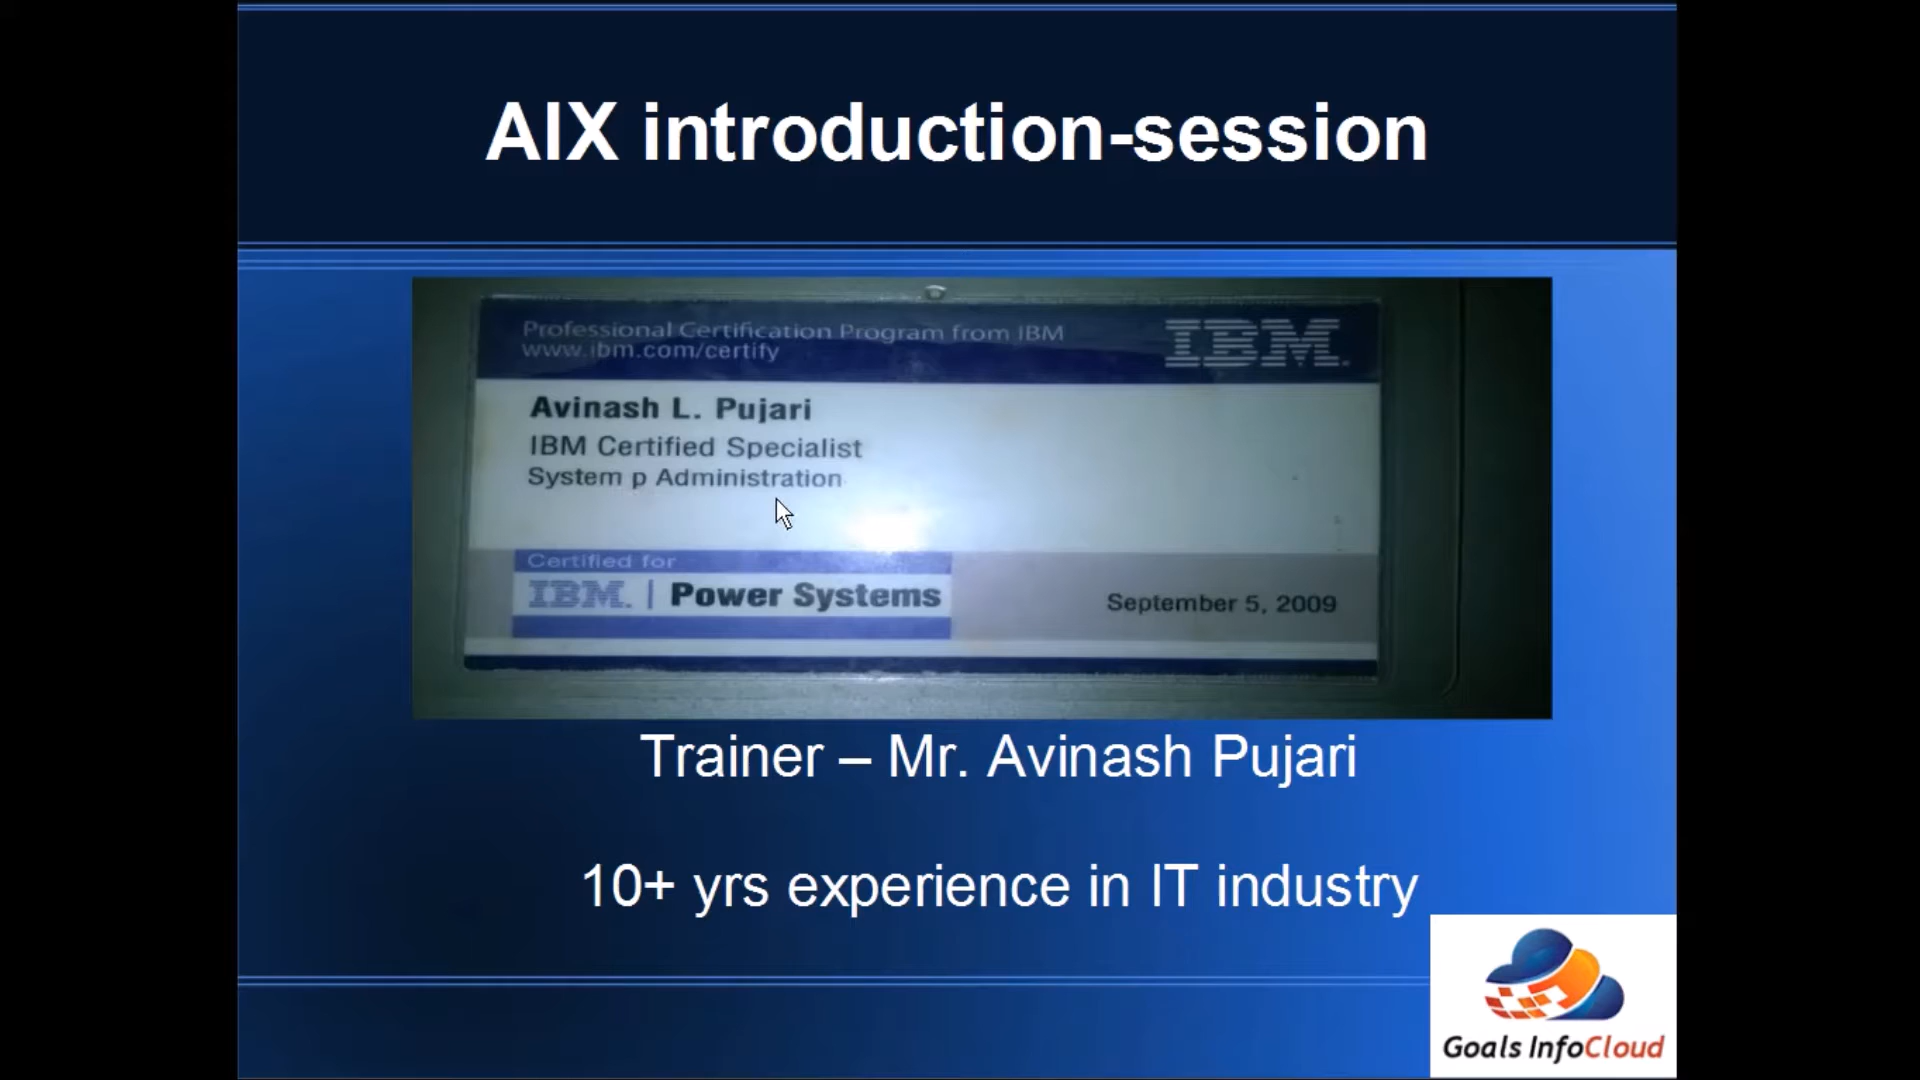 AIX introduction-session
Professional Certification Program from IBM
www.ibm.com/certify
IBM.
Avinash L. Pujari
IBM Certified Specialist
System p Administration
Certified for
IBM. | Power Systems
September 5, 2009
Trainer – Mr. Avinash Pujari
10+ yrs experience in IT industry
Goals InfoCloud